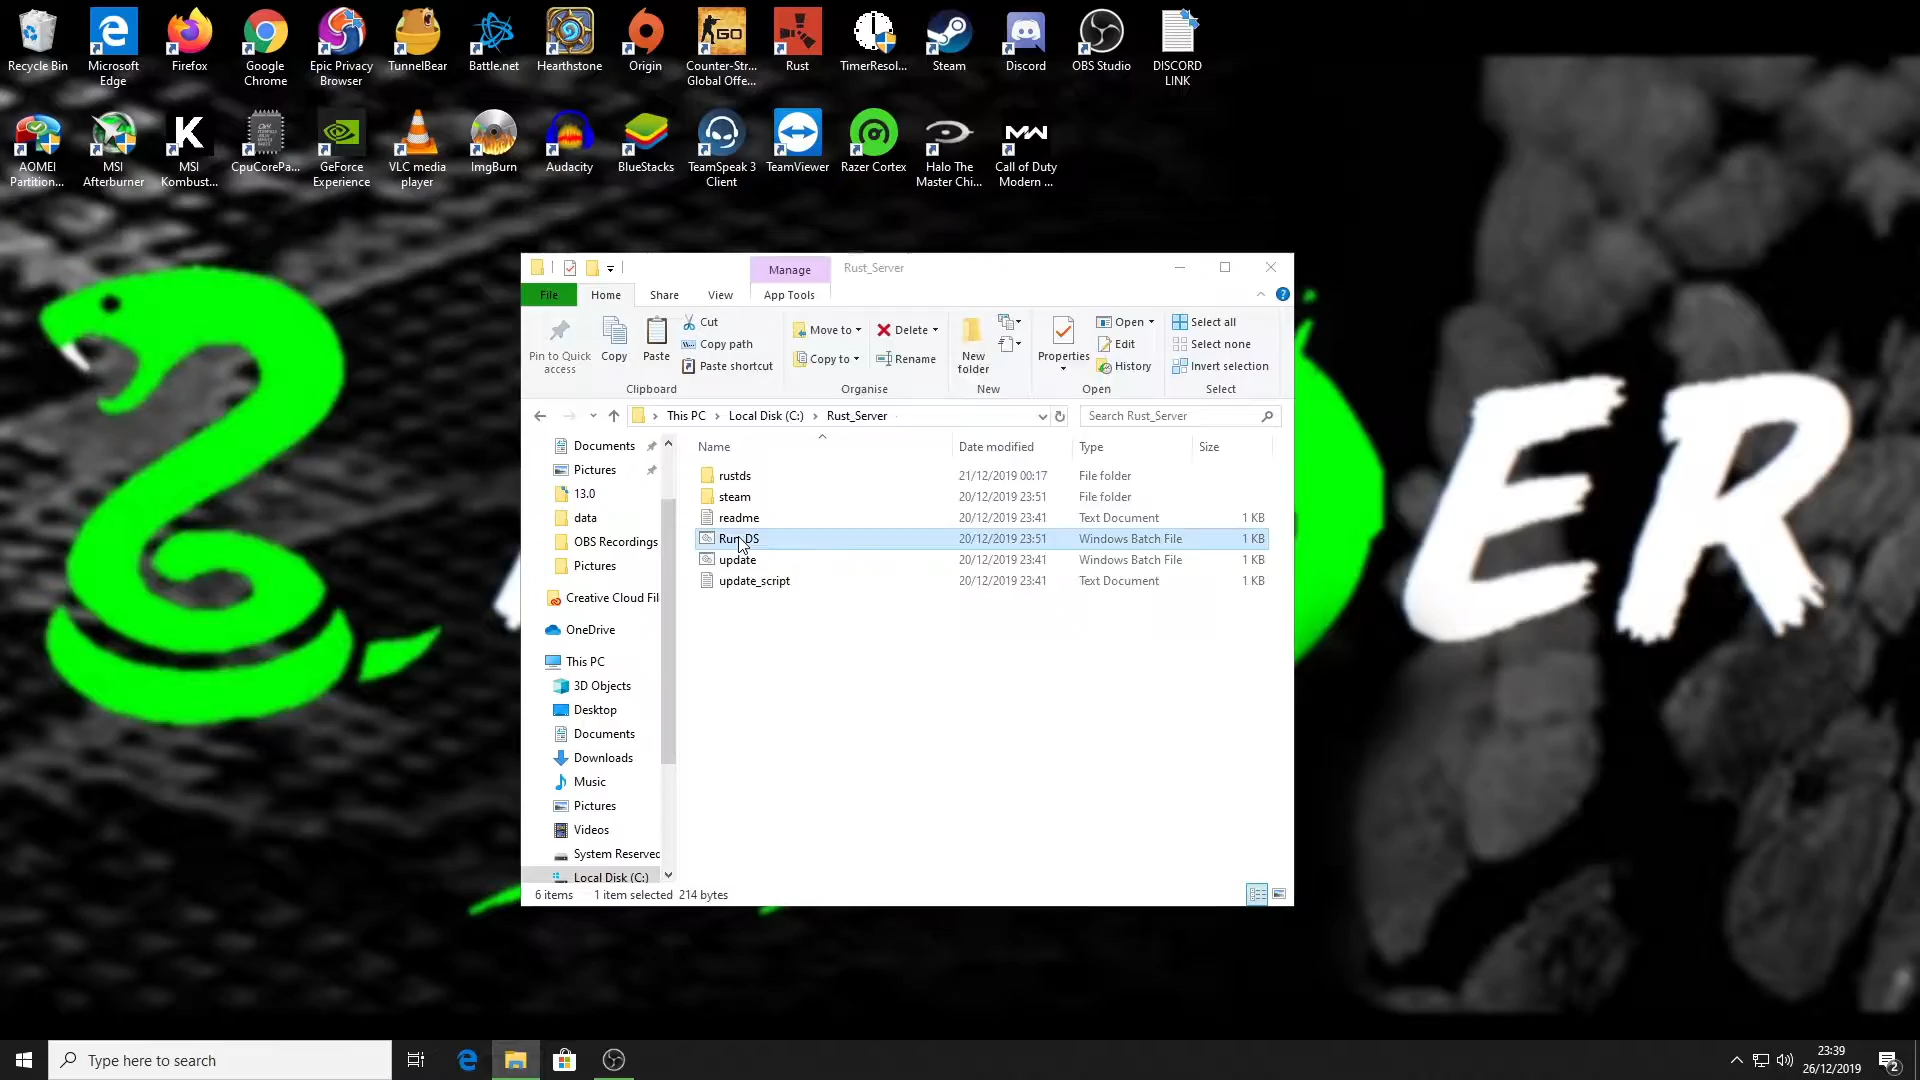 Recycle Bin
Microsoft
Edge
Firefox
Google
Chrome
Epic Privacy
Browser
TunnelBear
Battle.net
Hearthstone
Origin
Counter-Str...
Global Offe...
GO
Rust
TimerResol...
Steam
Discord
OBS Studio
DISCORD
LINK
AOMEI
Partition...
MSI
Afterburner
K
MSI
Kombust...
CpuCorePa...
GeForce
Experience
VLC media
player
ImgBurn
Audacity
BlueStacks
TeamSpeak 3
Client
TeamViewer
Razer Cortex
Halo The
Master Chi...
MW
Call of Duty
Modern ...
Manage
Rust_Server
File
Home
Share
View
App Tools
Pin to Quick
access
Copy
Paste
Cut
Copy path
Paste shortcut
Clipboard
Move to
Copy to
Delete
Rename
Organise
New
folder
New
Properties
Open
Edit
History
Open
Select all
Select none
Invert selection
Select
This PC
Local Disk (C:)
Rust_Server
Search Rust_Server
Documents
Pictures
13.0
data
OBS Recordings
Pictures
Creative Cloud Fil
OneDrive
This PC
3D Objects
Desktop
Documents
Downloads
Music
Pictures
Videos
System Reserved
Local Disk (C:)
Name Date modified Type Size
rustds 21/12/2019 00:17 File folder
steam 20/12/2019 23:51 File folder
readme 20/12/2019 23:41 Text Document 1 KB
Run_DS 20/12/2019 23:51 Windows Batch File 1 KB
update 20/12/2019 23:41 Windows Batch File 1 KB
update_script 20/12/2019 23:41 Text Document 1 KB
6 items 1 item selected 214 bytes
ER
Type here to search
23:39
26/12/2019
2